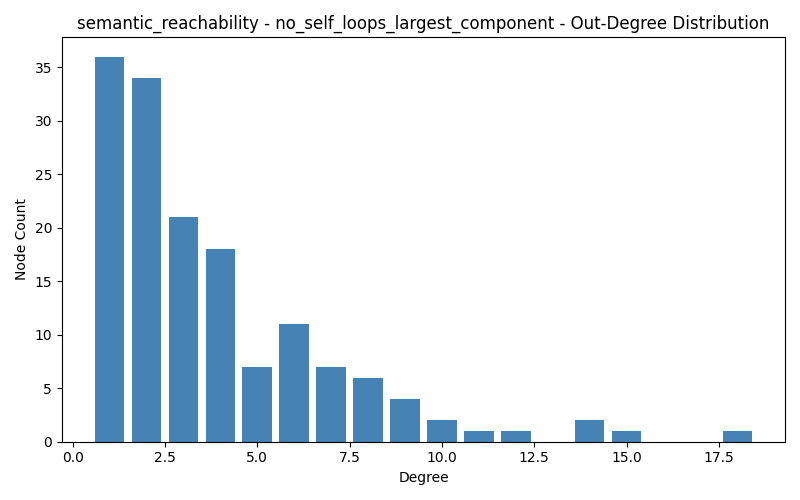 semantic_reachability - no_self_loops_largest_component - Out-Degree Distribution
Node Count
35
30
25
20
15
10
5
0
0.0 2.5 5.0 7.5 10.0 12.5 15.0 17.5
Degree